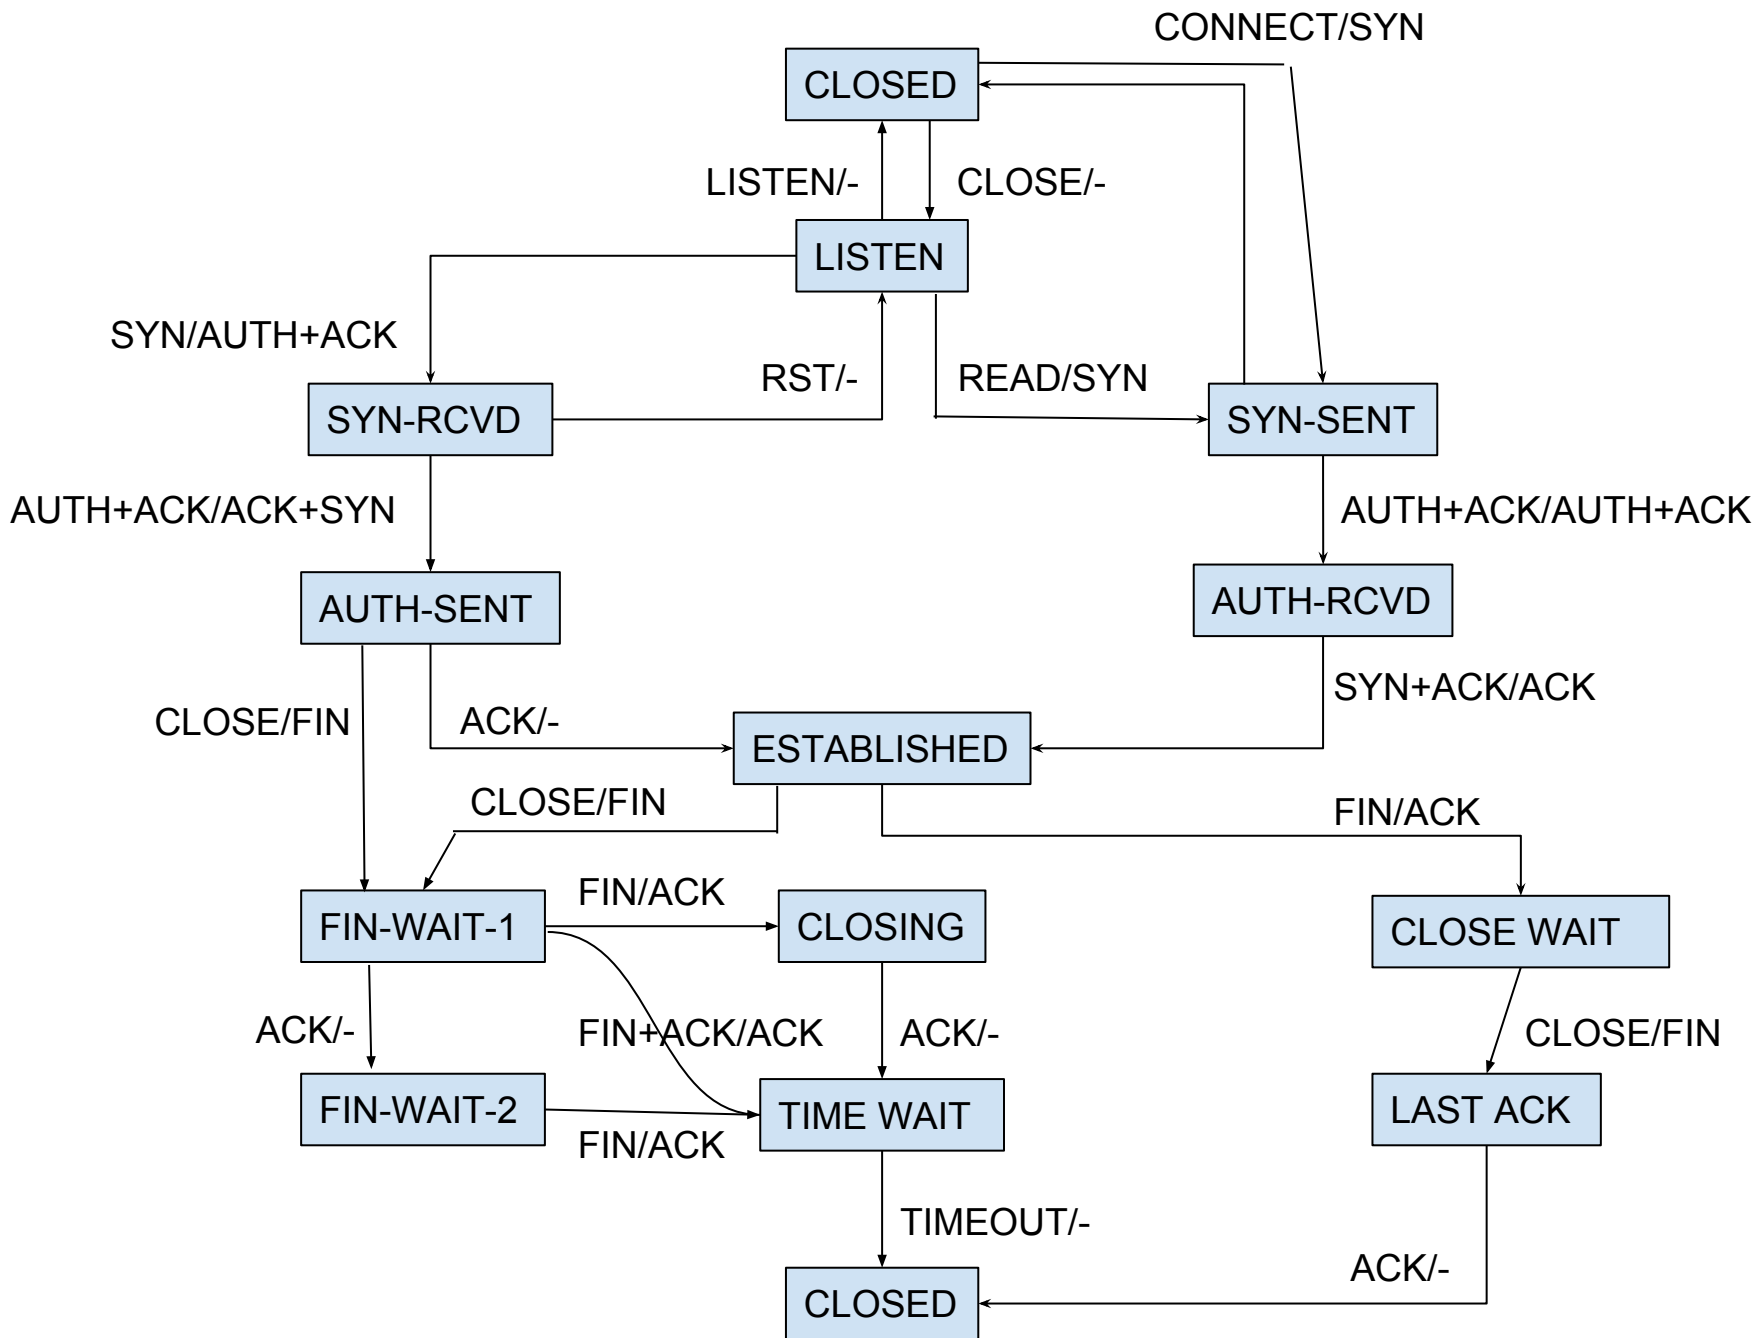 CONNECT/SYN
CLOSED
LISTEN/-
CLOSE/-
LISTEN
SYN/AUTH+ACK
RST/-
READ/SYN
SYN-RCVD
SYN-SENT
AUTH+ACK/ACK+SYN
AUTH+ACK/AUTH+ACK
AUTH-SENT
AUTH-RCVD
SYN+ACK/ACK
CLOSE/FIN
ACK/-
ESTABLISHED
CLOSE/FIN
FIN/ACK
FIN/ACK
FIN-WAIT-1
CLOSING
CLOSE WAIT
ACK/-
FIN+ACK/ACK
ACK/-
CLOSE/FIN
FIN-WAIT-2
TIME WAIT
LAST ACK
FIN/ACK
TIMEOUT/-
ACK/-
CLOSED